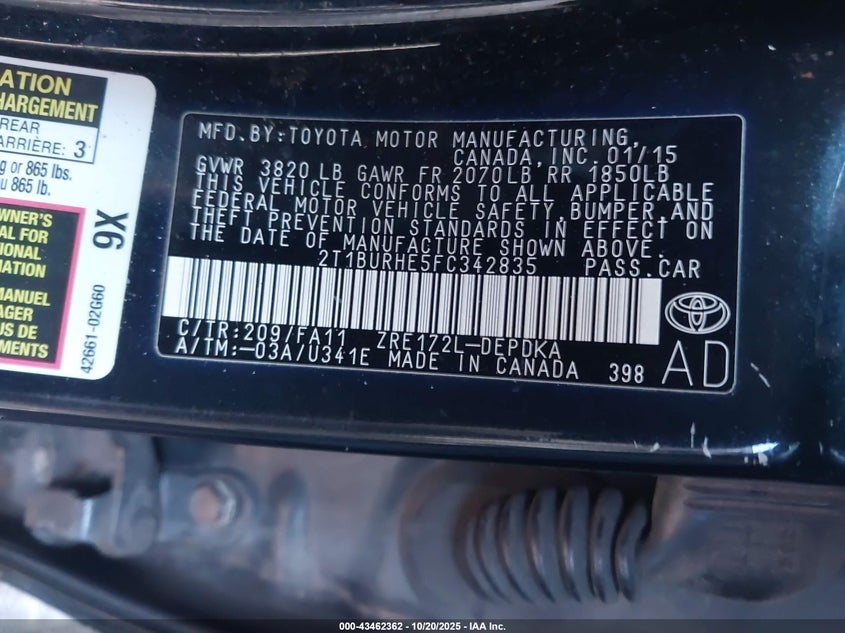 ATION
HARGEMENT
REAR
ARRIÈRE: 3
g or 865 lbs.
u 865 lb.
OWNER'S
AL FOR
IONAL
MATION
MANUEL
AGER
US DE
EMENTS
9X
42661-02G60
MFD.BY:TOYOTA MOTOR MANUFACTURING,
CANADA,INC. 01/15
GVWR 3820 LB GAWR FR 2070LB RR 1850LB
THIS VEHICLE CONFORMS TO ALL APPLICABLE
FEDERAL MOTOR VEHICLE SAFETY,BUMPER,AND
THEFT PREVENTION STANDARDS IN EFFECT ON
THE DATE OF MANUFACTURE SHOWN ABOVE.
2T1BURHE5FC342835 PASS.CAR
C/TR:209/FA11 ZRE172L-DEPDKA
A/TM:-03A/U341E MADE IN CANADA 398
AD
000-43462362 - 10/20/2025 - IAA Inc.